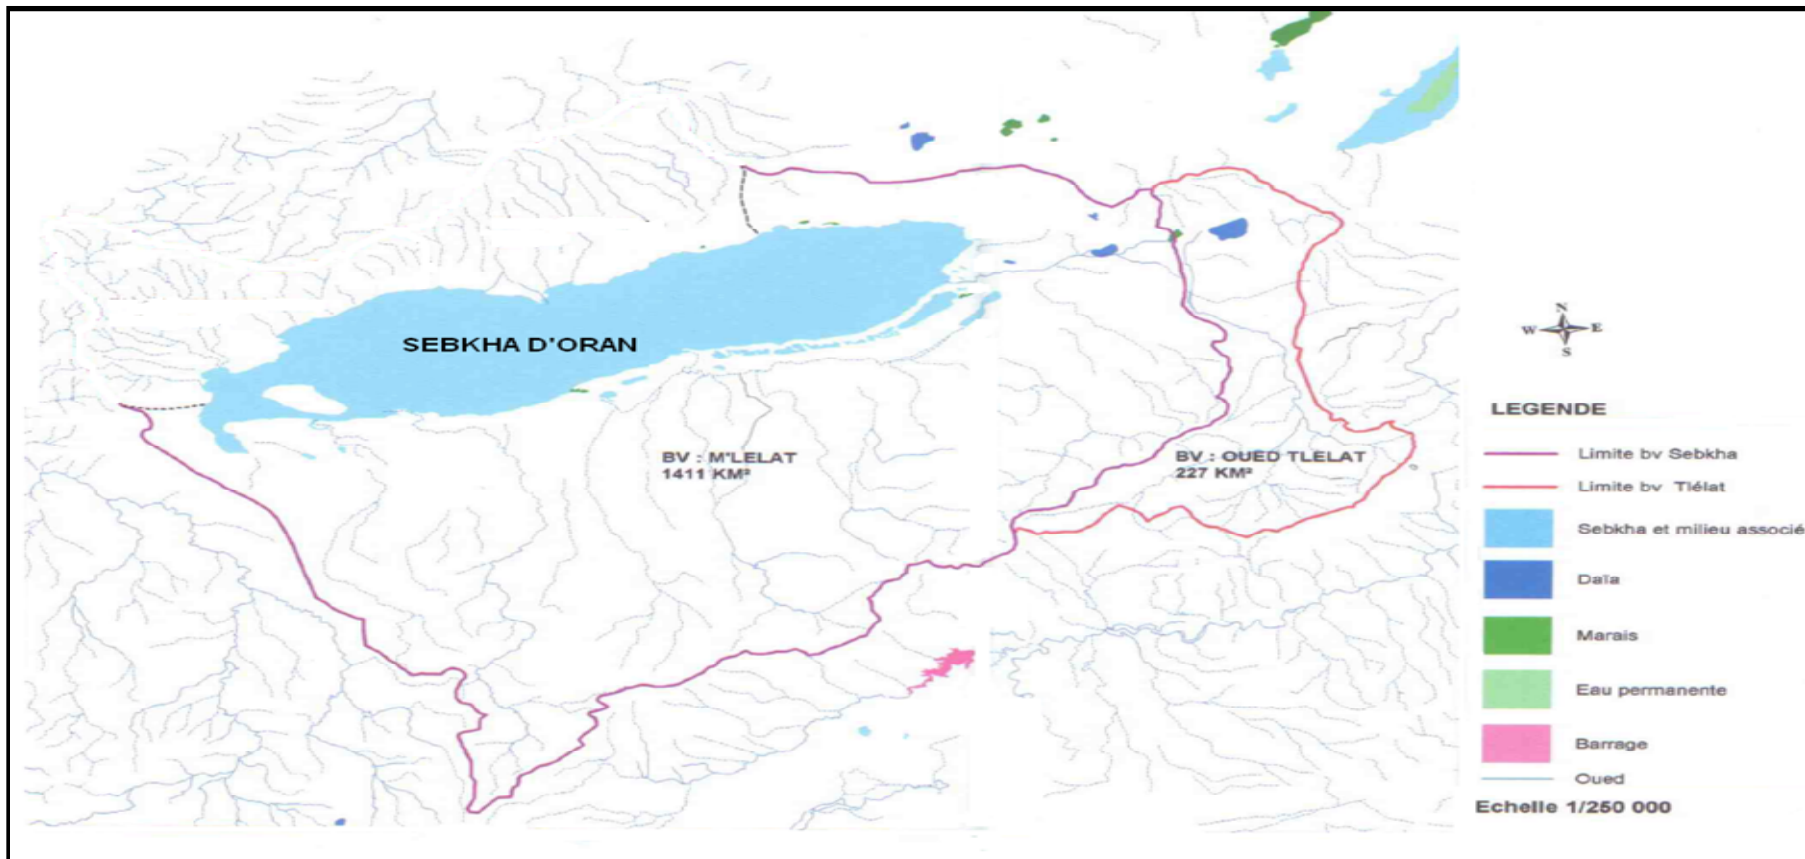 SEBKHA D'ORAN
BV : M'LELAT
1411 KM²
BV : OUED TLELAT
227 KM²
N
W E
S
LEGENDE
Limite bv Sebkha
Limite bv Tlélat
Sebkha et milieu associé
Daïa
Marais
Eau permanente
Barrage
Oued
Echelle 1/250 000